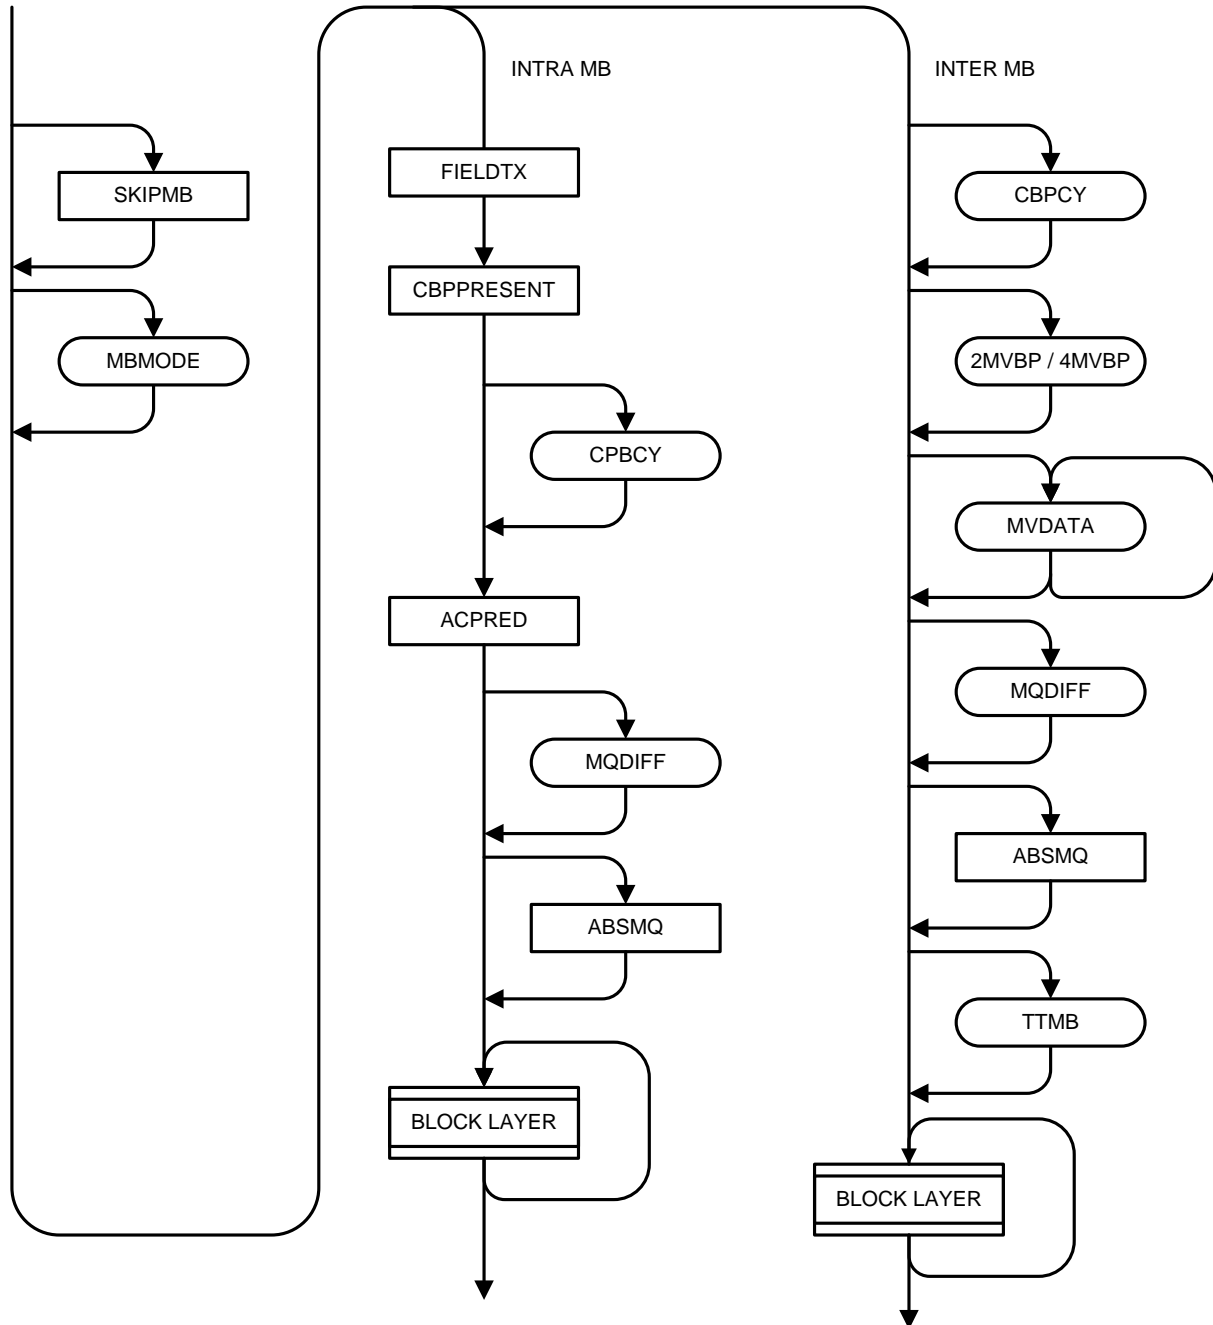 SKIPMB
MBMODE
INTRA MB
FIELDTX
CBPPRESENT
CPBCY
ACPRED
MQDIFF
ABSMQ
BLOCK LAYER
INTER MB
CBPCY
2MVBP / 4MVBP
MVDATA
MQDIFF
ABSMQ
TTMB
BLOCK LAYER